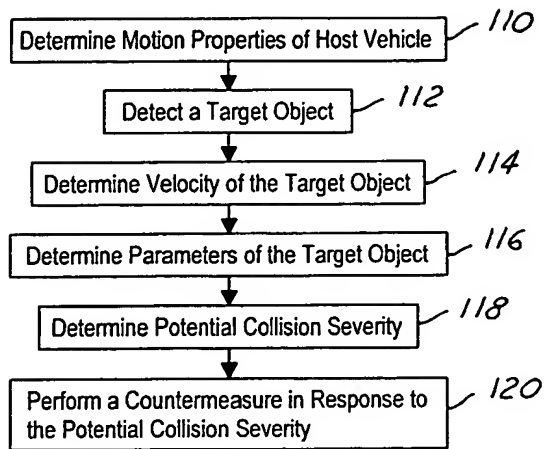 Determine Motion Properties of Host Vehicle 110
Detect a Target Object 112
Determine Velocity of the Target Object 114
Determine Parameters of the Target Object 116
Determine Potential Collision Severity 118
Perform a Countermeasure in Response to 120
the Potential Collision Severity